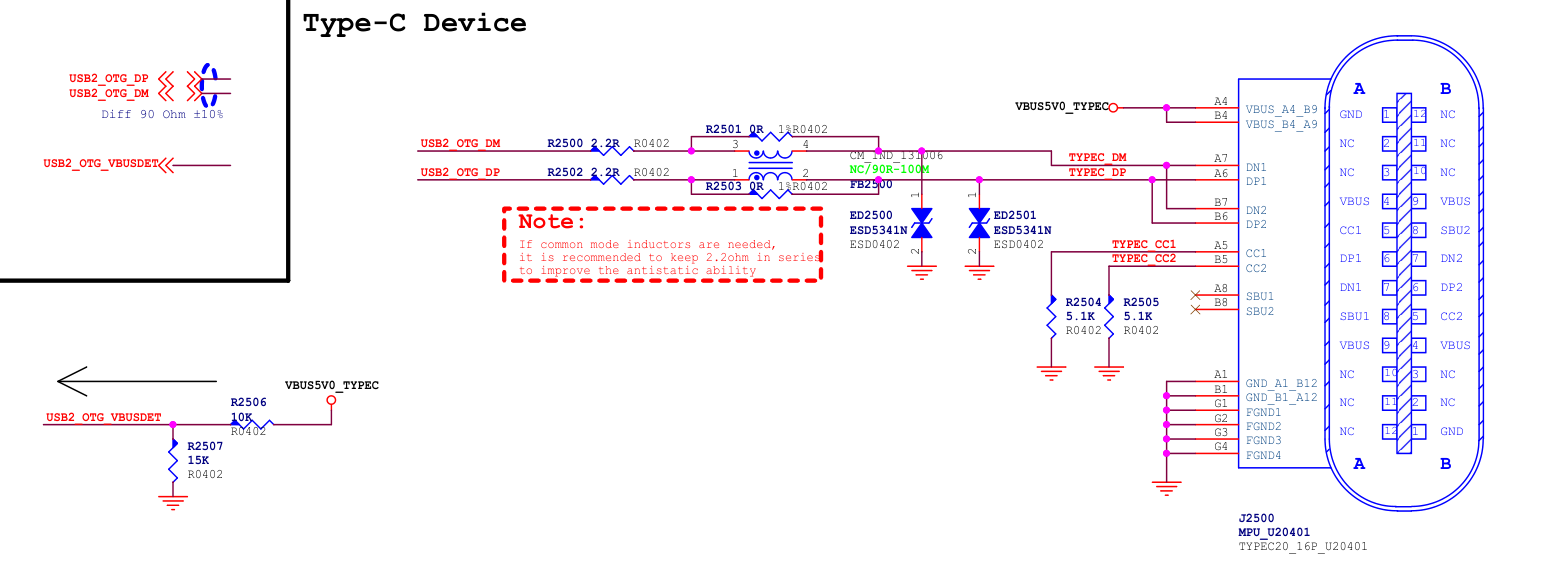 Type-C Device
USB2_OTG_DP
USB2_OTG_DM
Diff 90 Ohm ±10%
USB2_OTG_VBUSDET
USB2_OTG_DM
R2500 2.2R R0402
R2501 0R 1%R0402
3 4
USB2_OTG_DP
R2502 2.2R R0402
1 2
R2503 0R 1%R0402
CM_IND_131006
NC/90R-100M
FB2500
Note:
If common mode inductors are needed,
it is recommended to keep 2.2ohm in series
to improve the antistatic ability
1
ED2500
ESD5341N
ESD0402
2
1
ED2501
ESD5341N
ESD0402
2
VBUS5V0_TYPEC
TYPEC_DM
TYPEC_DP
TYPEC_CC1
TYPEC_CC2
R2504
5.1K
R0402
R2505
5.1K
R0402
A4 VBUS_A4_B9
B4 VBUS_B4_A9
A7 DN1
A6 DP1
B7 DN2
B6 DP2
A5 CC1
B5 CC2
A8 SBU1
B8 SBU2
A1 GND_A1_B12
B1 GND_B1_A12
G1 FGND1
G2 FGND2
G3 FGND3
G4 FGND4
A B
GND 1 12 NC
NC 2 11 NC
NC 3 10 NC
VBUS 4 9 VBUS
CC1 5 8 SBU2
DP1 6 7 DN2
DN1 7 6 DP2
SBU1 8 5 CC2
VBUS 9 4 VBUS
NC 10 3 NC
NC 11 2 NC
NC 12 1 GND
A B
J2500
MPU_U20401
TYPEC20_16P_U20401
VBUS5V0_TYPEC
USB2_OTG_VBUSDET
R2506
10K
R0402
R2507
15K
R0402